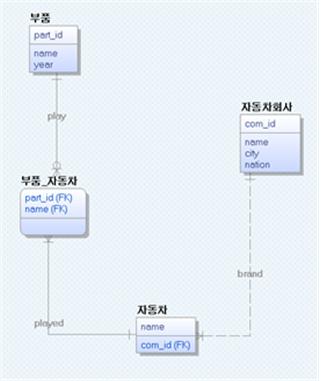 부품
part_id
name
year
play
자동차회사
com_id
name
city
nation
부품_자동차
part_id (FK)
name (FK)
brand
played
자동차
name
com_id (FK)